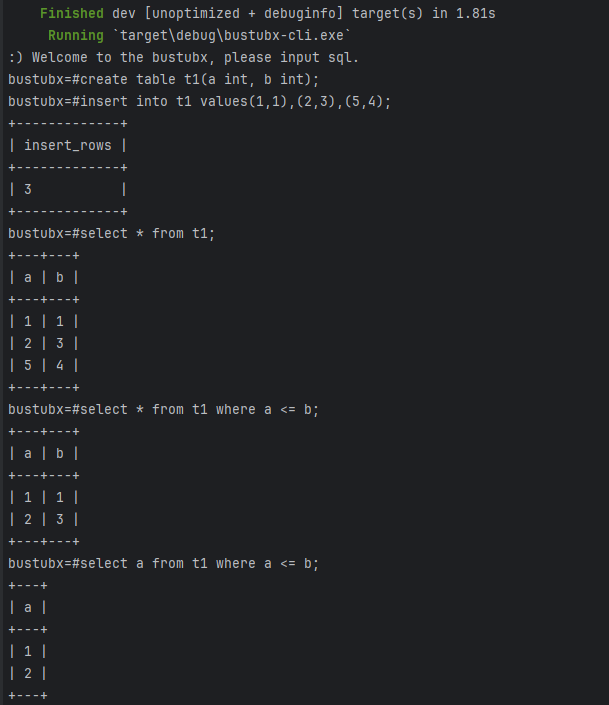 Finished dev [unoptimized + debuginfo] target(s) in 1.81s
     Running `target\debug\bustubx-cli.exe`
:) Welcome to the bustubx, please input sql.
bustubx=#create table t1(a int, b int);
bustubx=#insert into t1 values(1,1),(2,3),(5,4);
+-------------+
| insert_rows |
+-------------+
| 3           |
+-------------+
bustubx=#select * from t1;
+---+---+
| a | b |
+---+---+
| 1 | 1 |
| 2 | 3 |
| 5 | 4 |
+---+---+
bustubx=#select * from t1 where a <= b;
+---+---+
| a | b |
+---+---+
| 1 | 1 |
| 2 | 3 |
+---+---+
bustubx=#select a from t1 where a <= b;
+---+
| a |
+---+
| 1 |
| 2 |
+---+